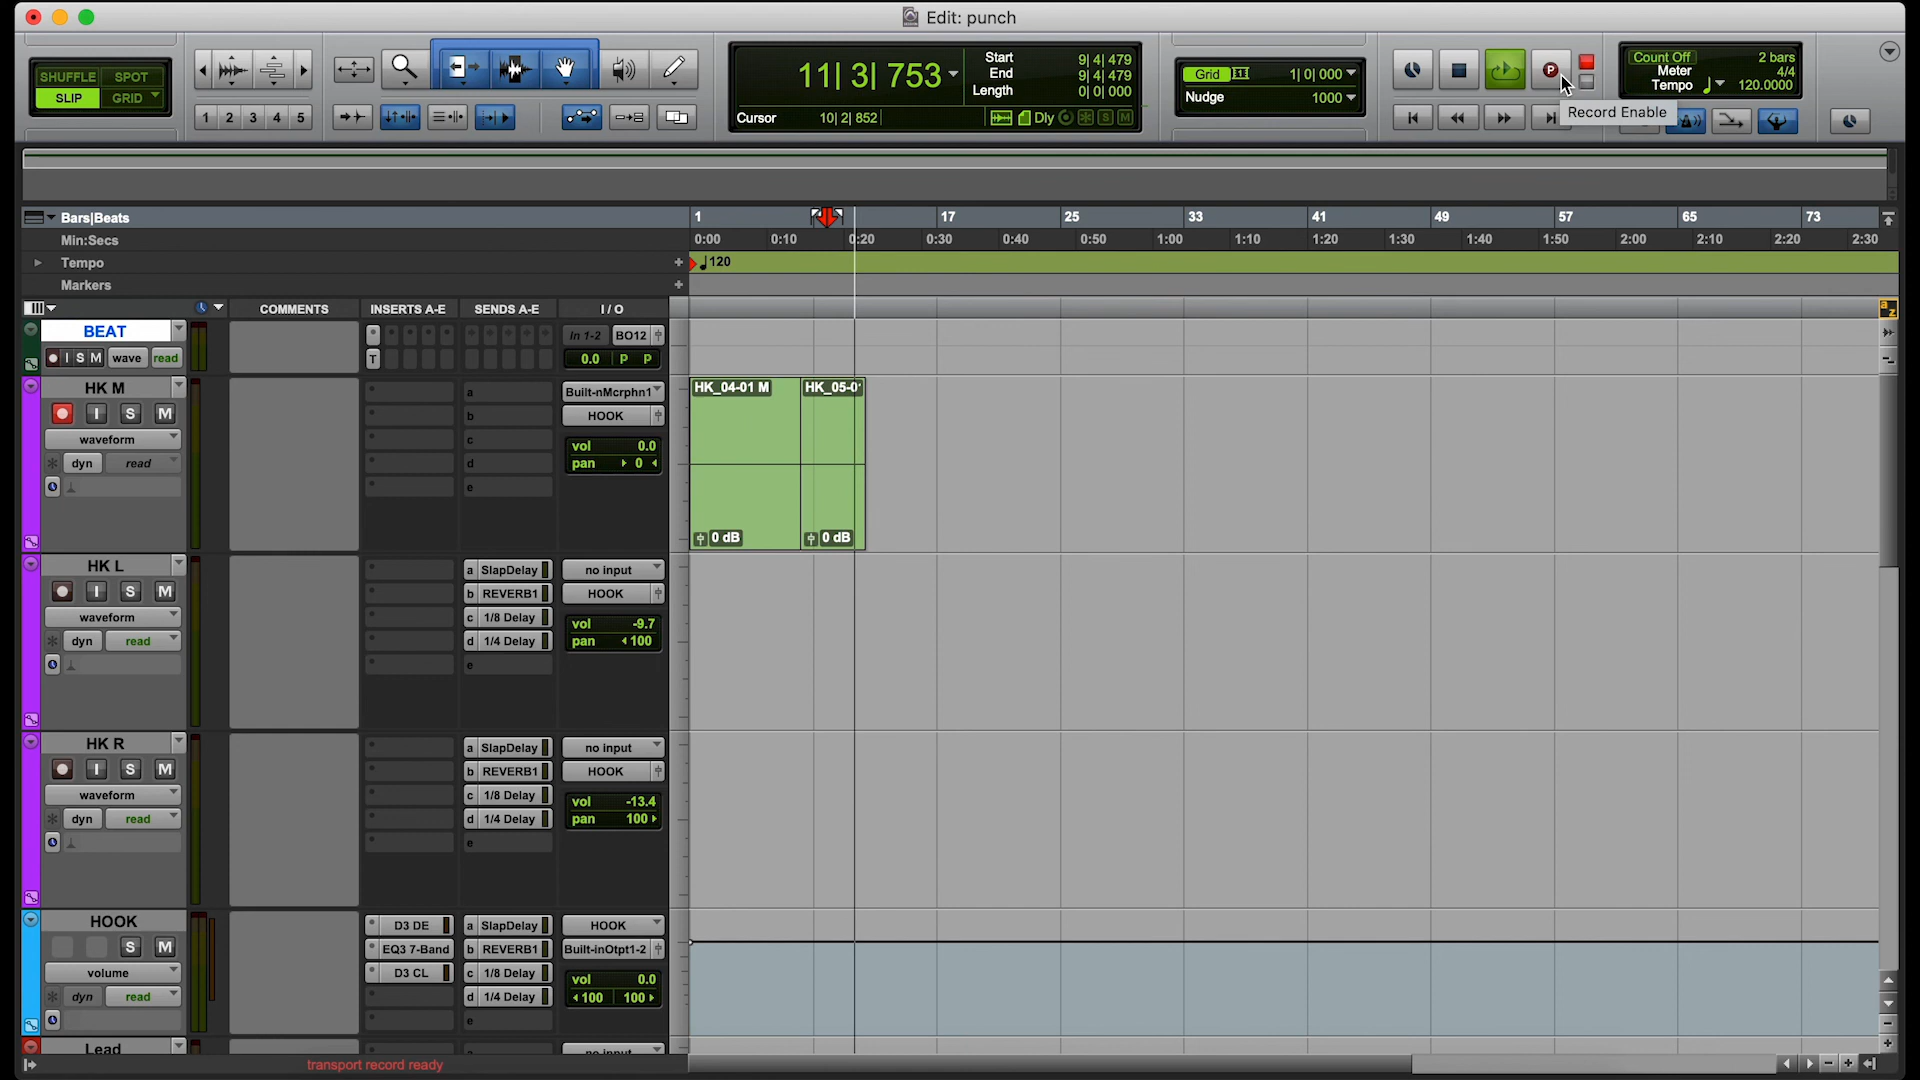 Edit: punch
SHUFFLE SPOT
SLIP GRID
1 2 3 4 5
11| 3| 753
Start 9| 4| 479
End 9| 4| 479
Length 0| 0| 000
Cursor 10| 2| 852
Dly S M
Grid 1| 0| 000
Nudge 1000
P
Record Enable
Count Off 2 bars
Meter 4/4
Tempo 120.0000
Bars|Beats 1 17 25 33 41 49 57 65 73
Min:Secs 0:00 0:10 0:20 0:30 0:40 0:50 1:00 1:10 1:20 1:30 1:40 1:50 2:00 2:10 2:20 2:30
Tempo 120
Markers
COMMENTS INSERTS A-E SENDS A-E I / O
a z
BEAT
I S M wave read
T
In 1-2 BO12
0.0 P P
HK M
I S M
waveform
dyn read
a
b
c
d
e
Built-nMcrphn1
HOOK
vol 0.0
pan 0
HK_04-01 M HK_05-0
0 dB 0 dB
HK L
I S M
waveform
dyn read
a SlapDelay
b REVERB1
c 1/8 Delay
d 1/4 Delay
e
no input
HOOK
vol -9.7
pan 100
HK R
I S M
waveform
dyn read
a SlapDelay
b REVERB1
c 1/8 Delay
d 1/4 Delay
e
no input
HOOK
vol -13.4
pan 100
HOOK
S M
volume
dyn read
D3 DE
EQ3 7-Band
D3 CL
a SlapDelay
b REVERB1
c 1/8 Delay
d 1/4 Delay
e
HOOK
Built-inOtpt1-2
vol 0.0
100 100
Lead
no input
transport record ready